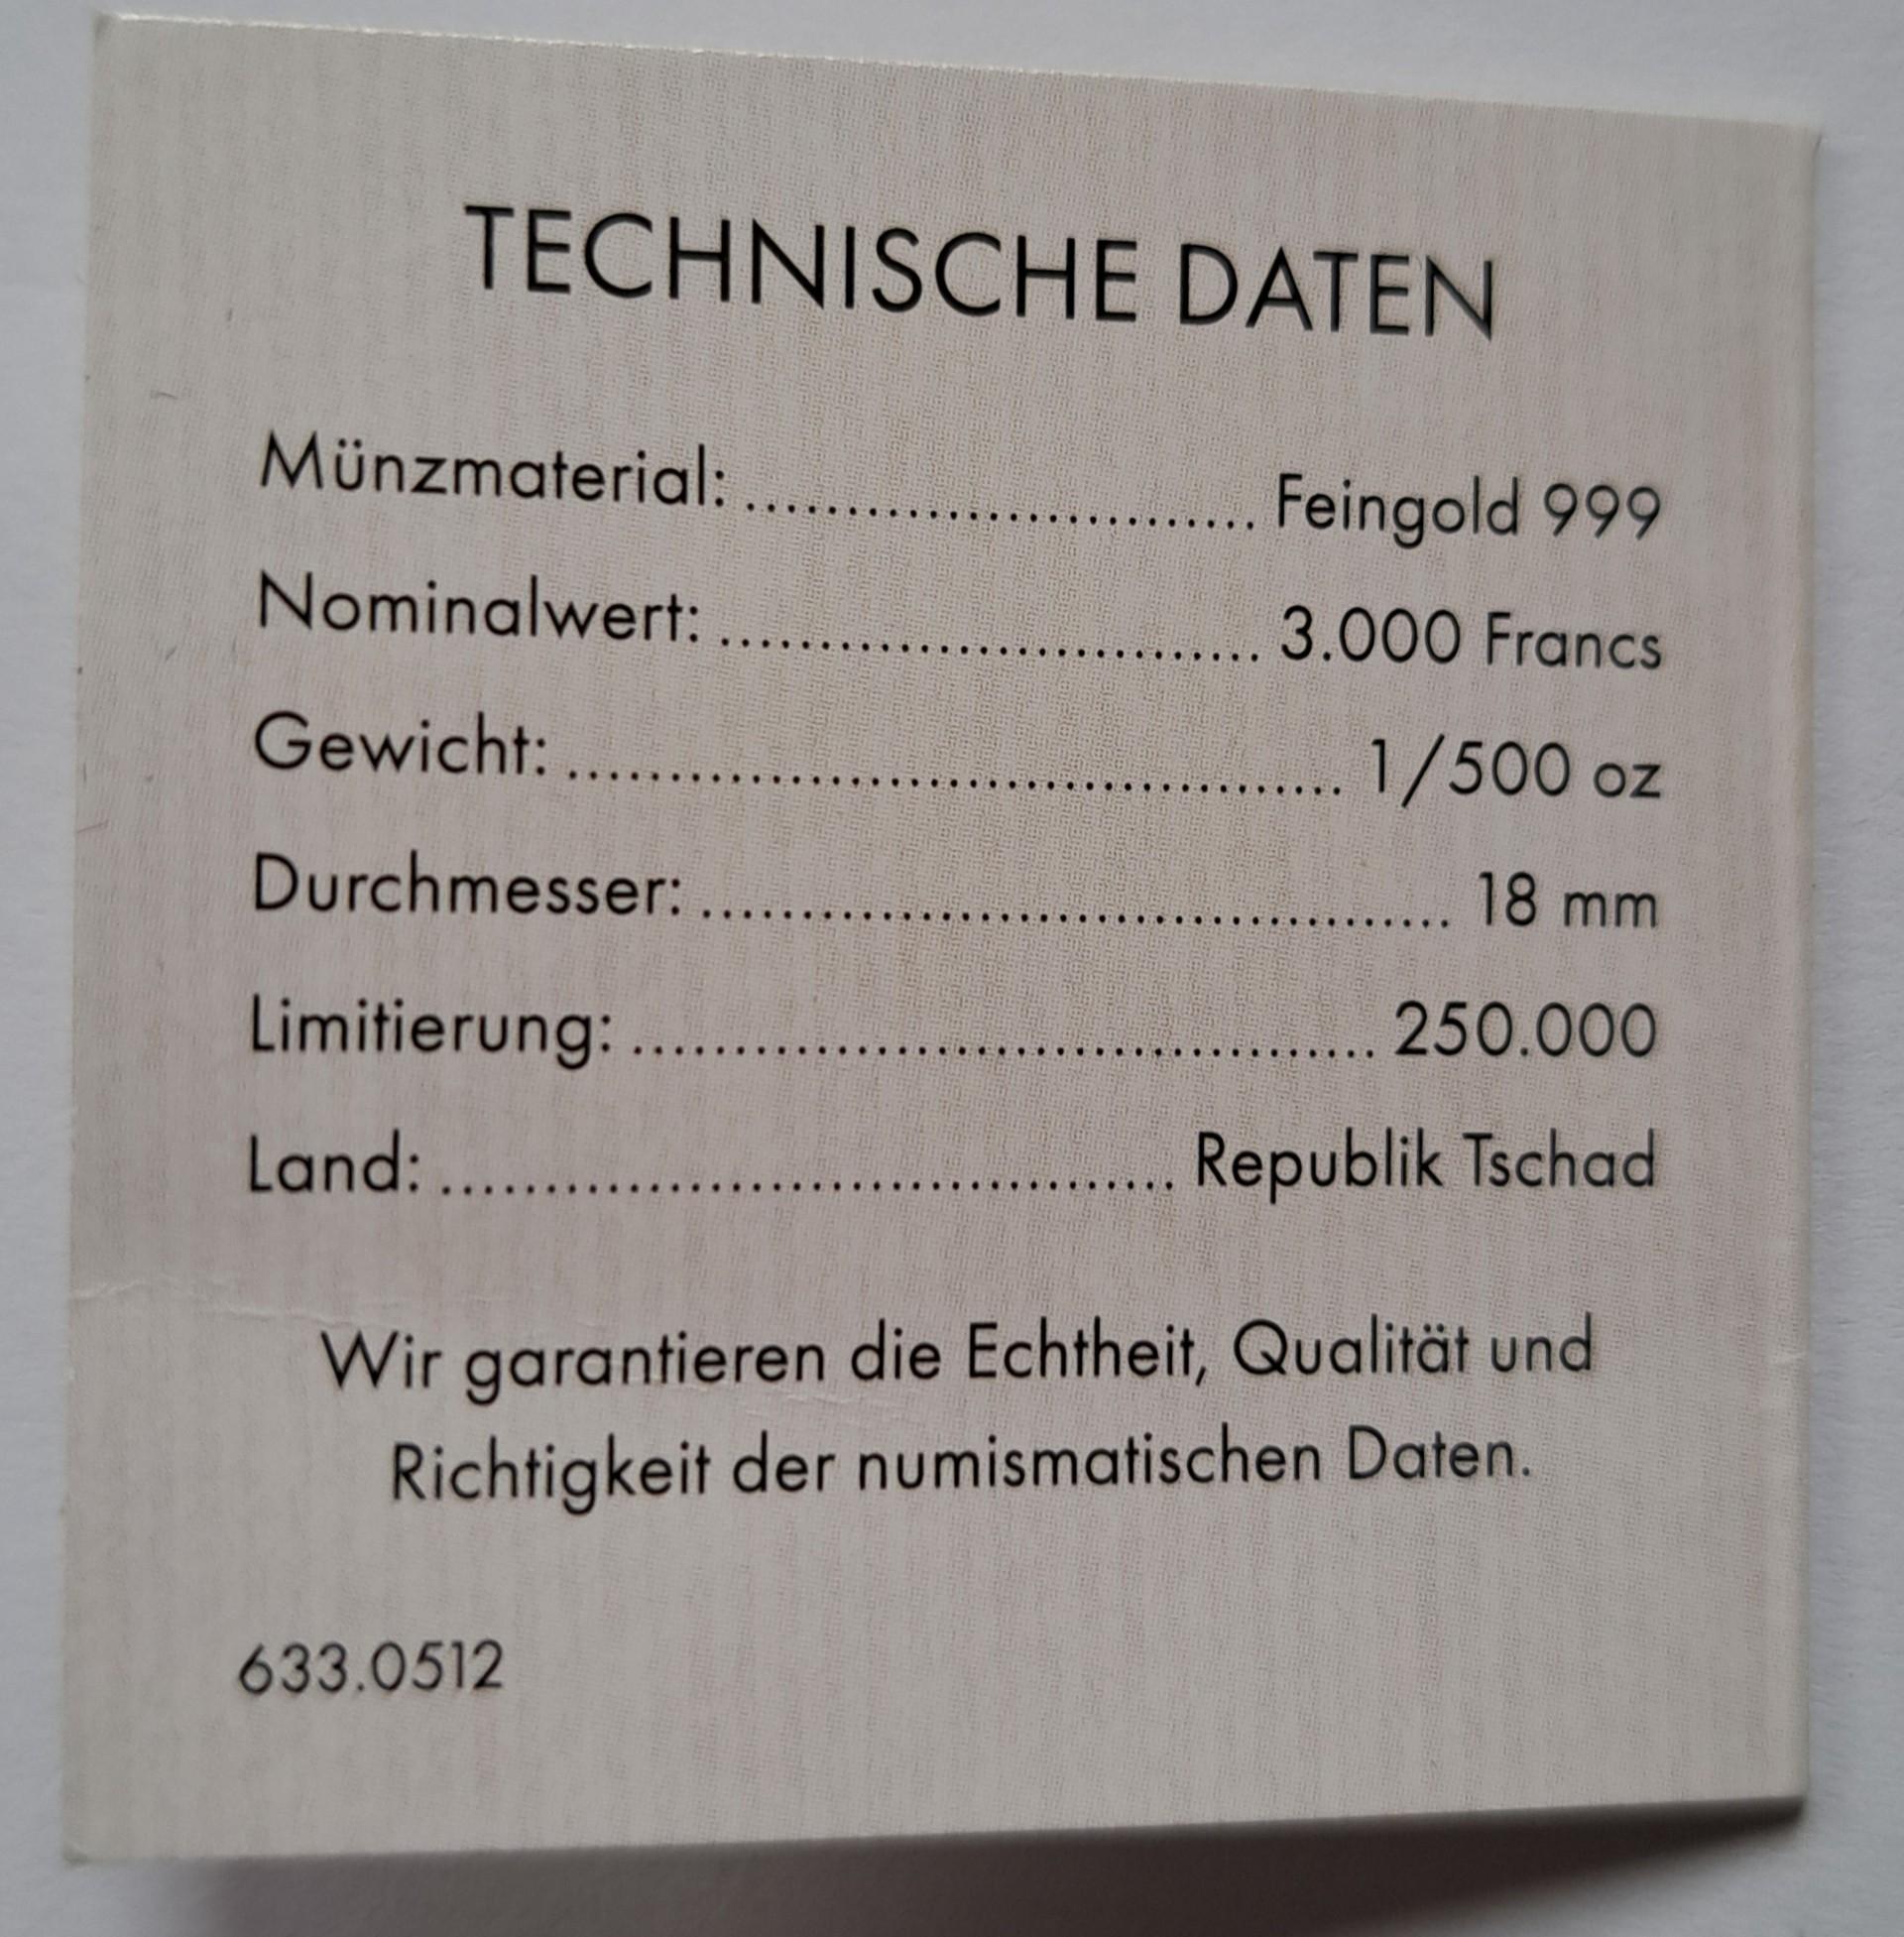 TECHNISCHE DATEN
Münzmaterial: ......................... Feingold 999
Nominalwert: ........................... 3.000 Francs
Gewicht: ...................................... 1/500 oz
Durchmesser: ..................................... 18 mm
Limitierung: ..................................... 250.000
Land: .................................... Republik Tschad
Wir garantieren die Echtheit, Qualität und
Richtigkeit der numismatischen Daten.
633.0512